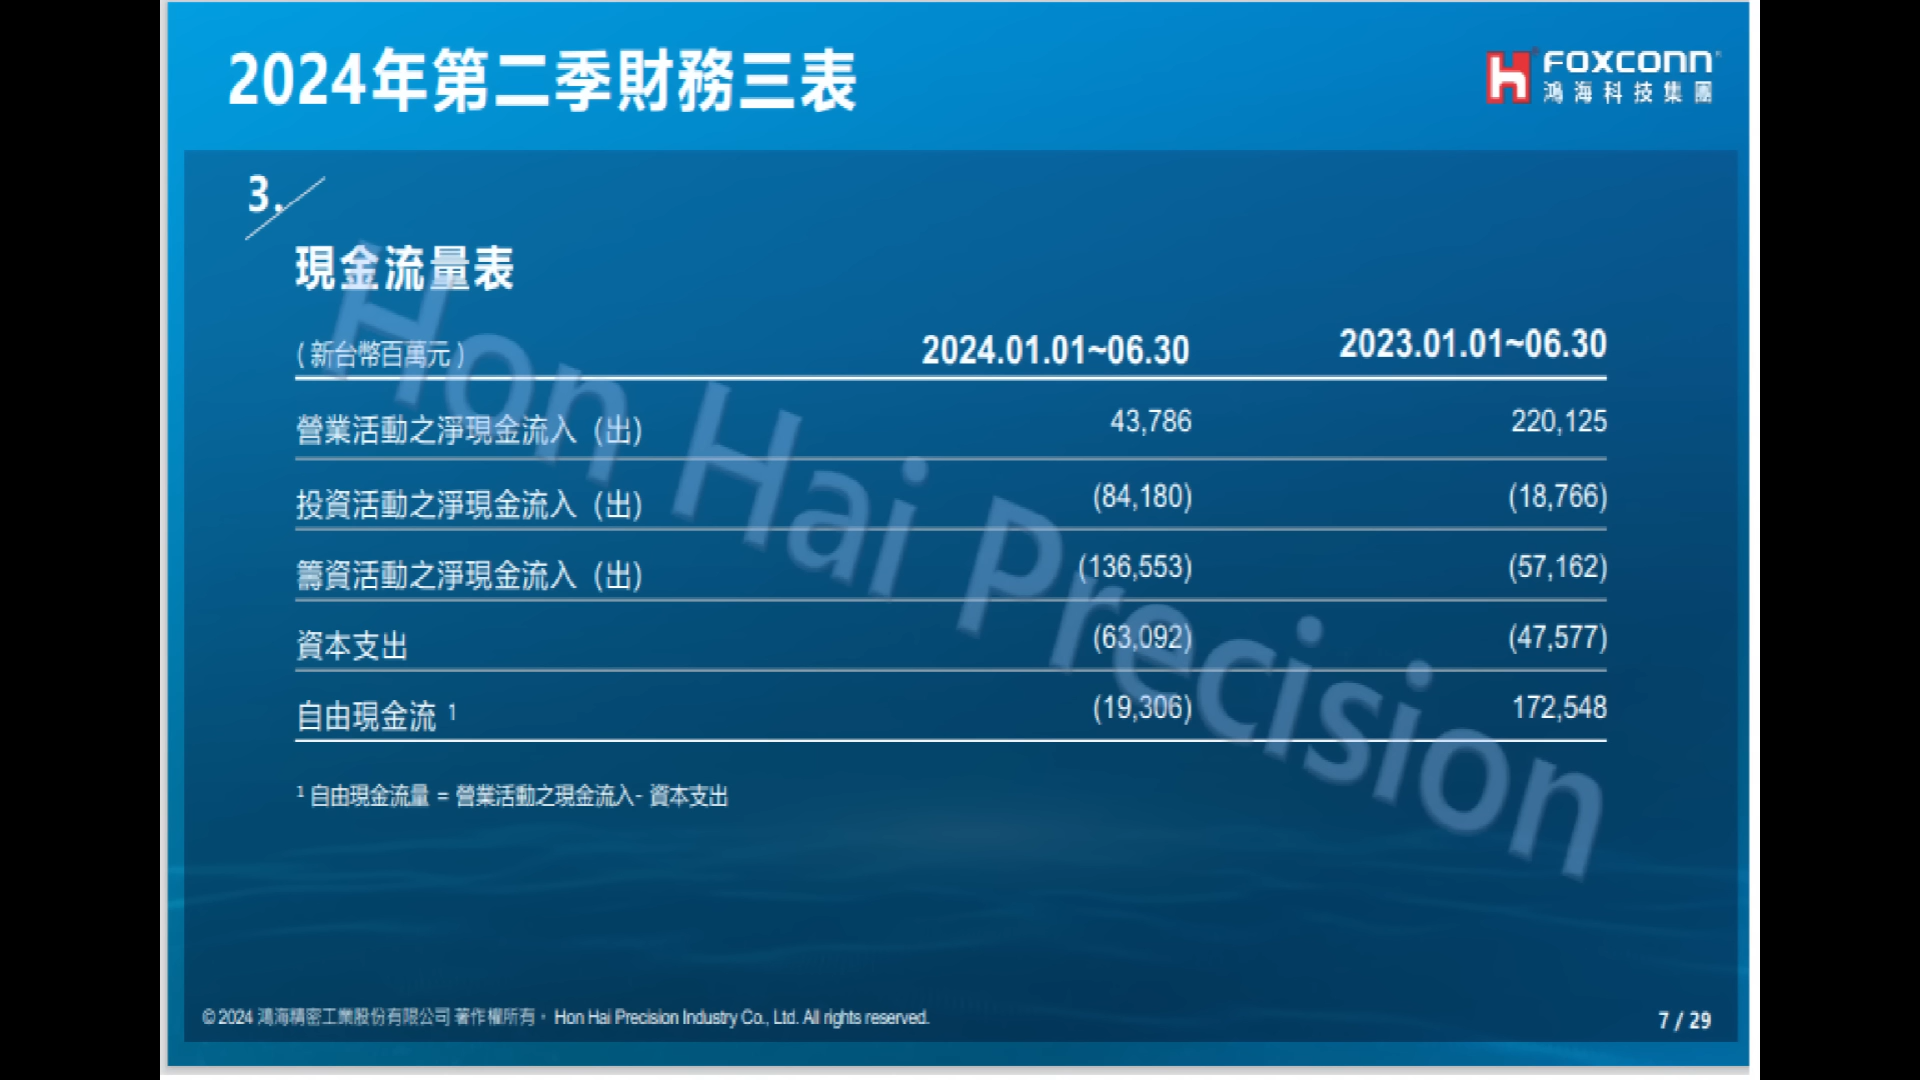 2024年第二季財務三表
FOXCONN
鴻海科技集團
3.
現金流量表
(新台幣百萬元) 2024.01.01~06.30 2023.01.01~06.30
營業活動之淨現金流入 (出) 43,786 220,125
投資活動之淨現金流入 (出) (84,180) (18,766)
籌資活動之淨現金流入 (出) (136,553) (57,162)
資本支出 (63,092) (47,577)
自由現金流 1 (19,306) 172,548
1 自由現金流量 = 營業活動之現金流入- 資本支出
Hon Hai Precision
© 2024 鴻海精密工業股份有限公司 著作權所有。 Hon Hai Precision Industry Co., Ltd. All rights reserved.
7 / 29